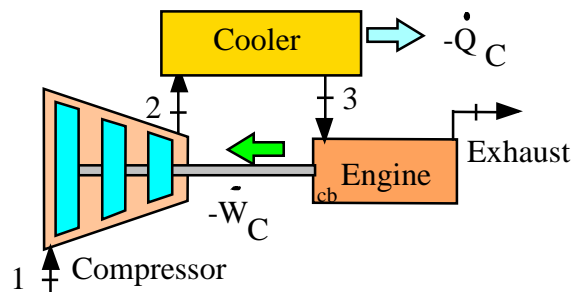 Cooler
-Q̇
C
2
3
Exhaust
Engine
cb
-Ẇ
C
1
Compressor